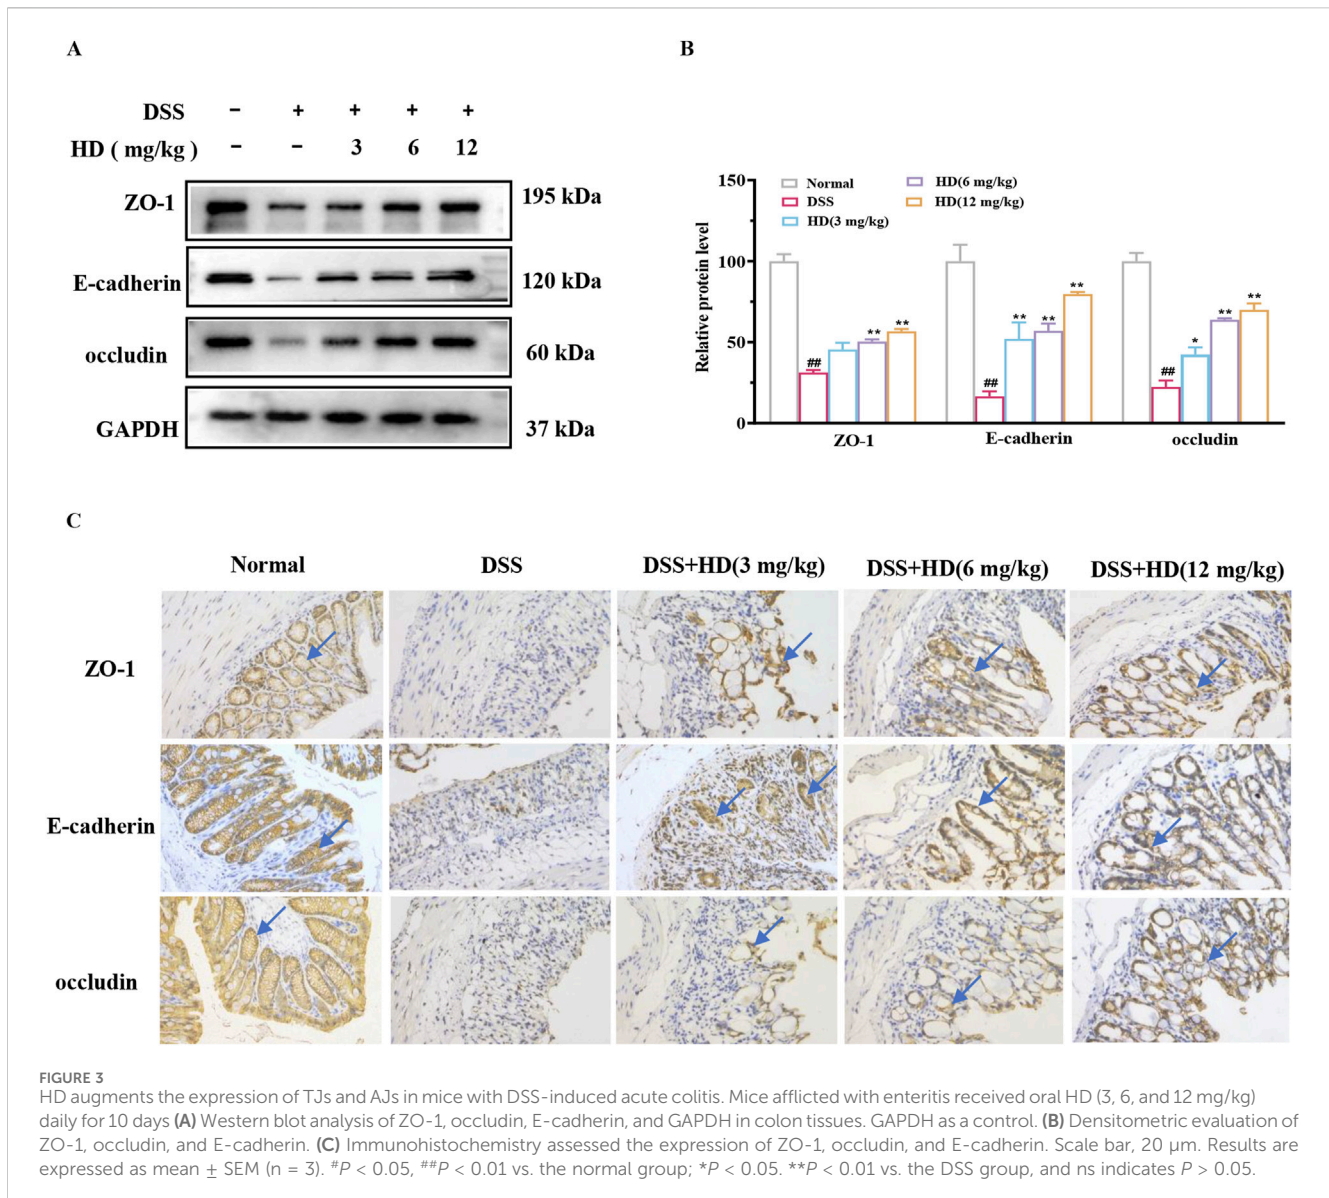 A
DSS − + + + +
HD ( mg/kg ) − − 3 6 12
ZO-1 195 kDa
E-cadherin 120 kDa
occludin 60 kDa
GAPDH 37 kDa
B
Relative protein level
150
100
50
0
Normal
DSS
HD(3 mg/kg)
HD(6 mg/kg)
HD(12 mg/kg)
## ** **
## ** ** **
## * ** **
ZO-1 E-cadherin occludin
C
Normal DSS DSS+HD(3 mg/kg) DSS+HD(6 mg/kg) DSS+HD(12 mg/kg)
ZO-1
E-cadherin
occludin
FIGURE 3
HD augments the expression of TJs and AJs in mice with DSS-induced acute colitis. Mice afflicted with enteritis received oral HD (3, 6, and 12 mg/kg)
daily for 10 days (A) Western blot analysis of ZO-1, occludin, E-cadherin, and GAPDH in colon tissues. GAPDH as a control. (B) Densitometric evaluation of
ZO-1, occludin, and E-cadherin. (C) Immunohistochemistry assessed the expression of ZO-1, occludin, and E-cadherin. Scale bar, 20 μm. Results are
expressed as mean ± SEM (n = 3). #P < 0.05, ##P < 0.01 vs. the normal group; *P < 0.05. **P < 0.01 vs. the DSS group, and ns indicates P > 0.05.